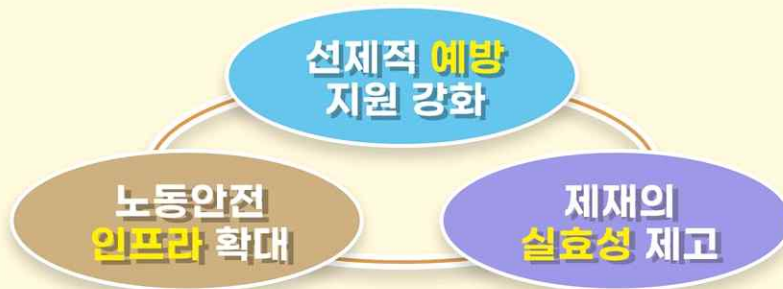 선제적 예방
지원 강화
노동안전
인프라 확대
제재의
실효성 제고